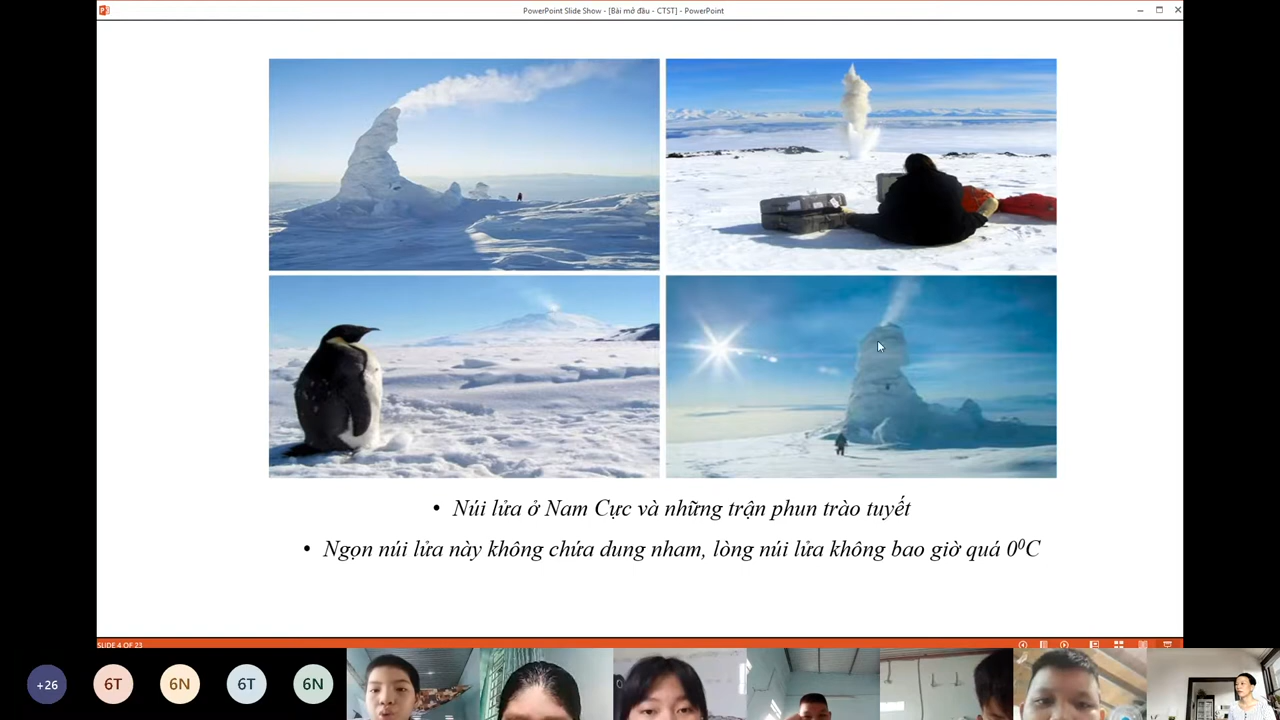 PowerPoint Slide Show - [Bài mở đầu - CTST] - PowerPoint
• Núi lửa ở Nam Cực và những trận phun trào tuyết
• Ngọn núi lửa này không chứa dung nham, lòng núi lửa không bao giờ quá 0⁰C
SLIDE 4 OF 23
+26
6T
6N
6T
6N